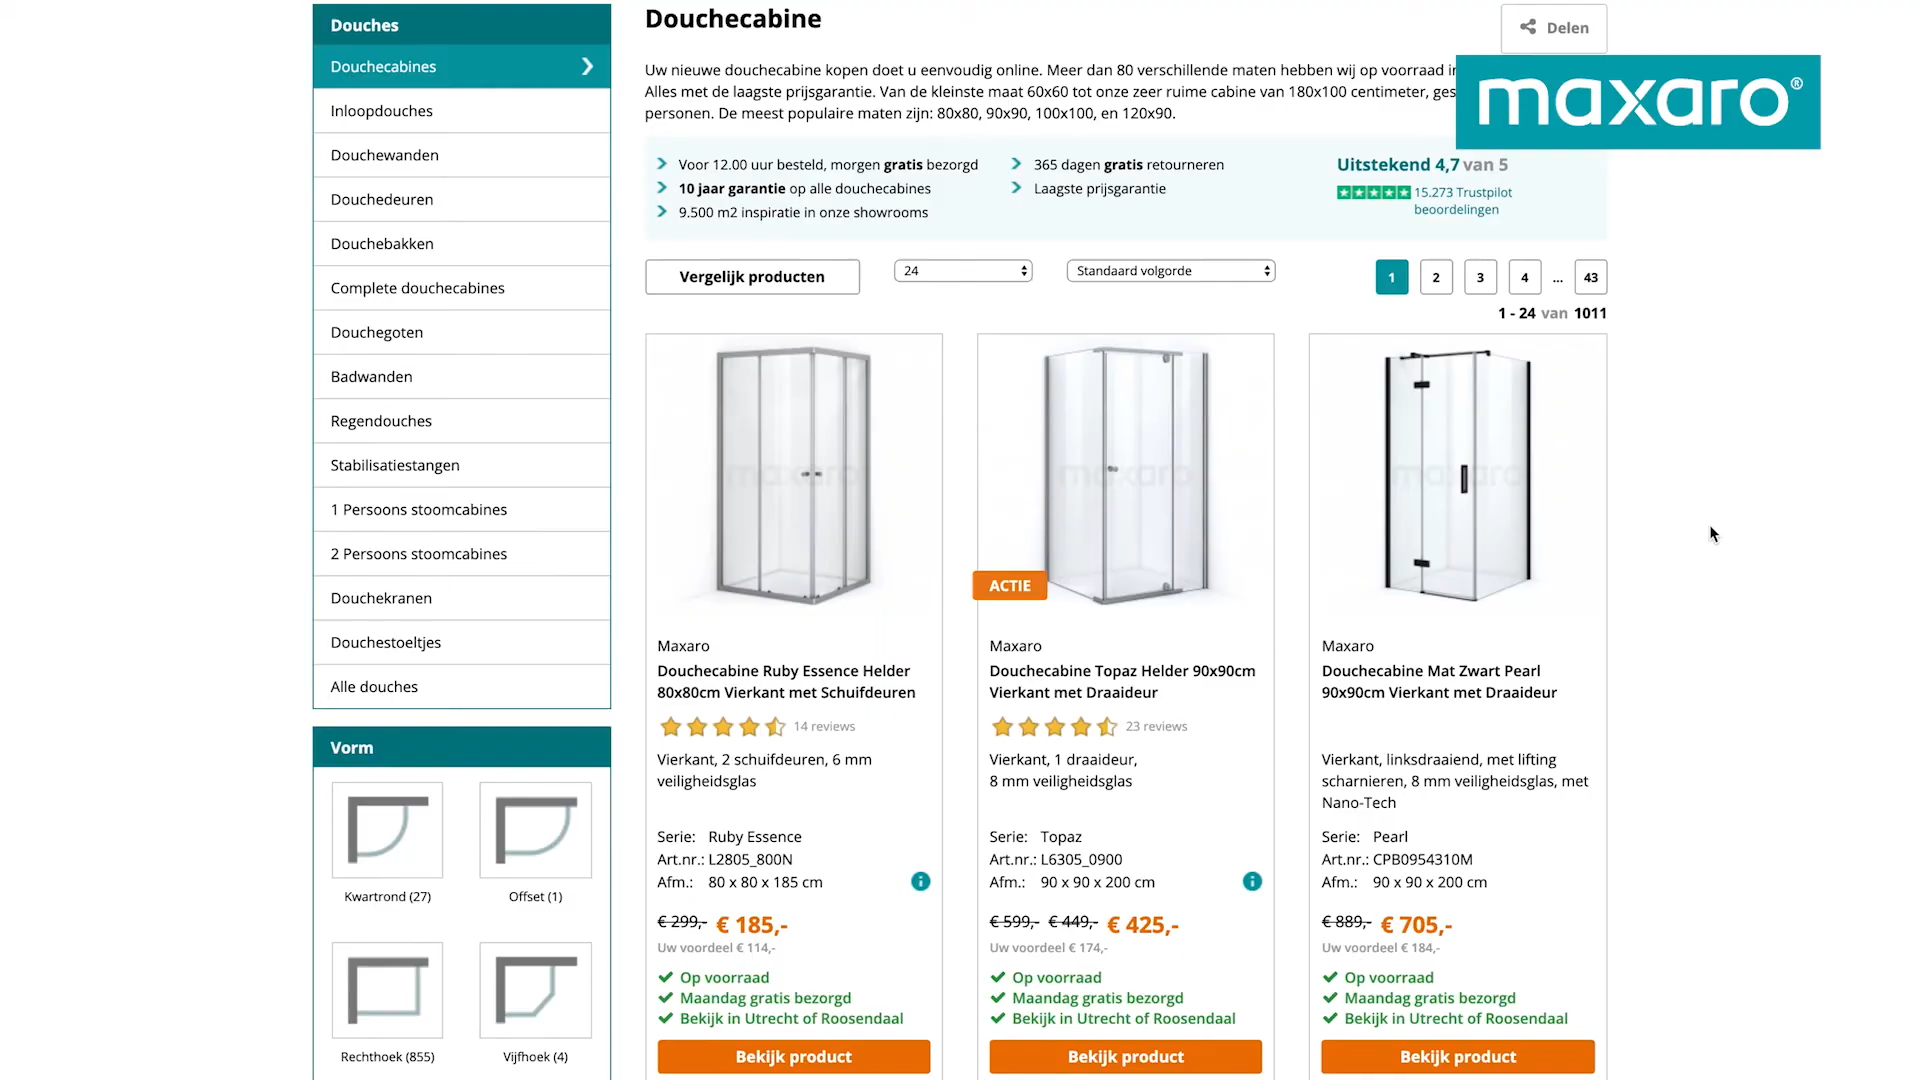 Douches
Douchecabines
Inloopdouches
Douchewanden
Douchedeuren
Douchebakken
Complete douchecabines
Douchegoten
Badwanden
Regendouches
Stabilisatiestangen
1 Persoons stoomcabines
2 Persoons stoomcabines
Douchekranen
Douchestoeltjes
Alle douches
Vorm
Kwartrond (27)
Offset (1)
Rechthoek (855)
Vijfhoek (4)
Douchecabine
Delen
maxaro®
Uw nieuwe douchecabine kopen doet u eenvoudig online. Meer dan 80 verschillende maten hebben wij op voorraad
Alles met de laagste prijsgarantie. Van de kleinste maat 60x60 tot onze zeer ruime cabine van 180x100 centimeter,
personen. De meest populaire maten zijn: 80x80, 90x90, 100x100, en 120x90.
Voor 12.00 uur besteld, morgen gratis bezorgd
10 jaar garantie op alle douchecabines
9.500 m2 inspiratie in onze showrooms
365 dagen gratis retourneren
Laagste prijsgarantie
Uitstekend 4,7 van 5
15.273 Trustpilot
beoordelingen
Vergelijk producten
24
Standaard volgorde
1 2 3 4 ... 43
1 - 24 van 1011
maxaro
Maxaro
Douchecabine Ruby Essence Helder
80x80cm Vierkant met Schuifdeuren
14 reviews
Vierkant, 2 schuifdeuren, 6 mm
veiligheidsglas
Serie: Ruby Essence
Art.nr.: L2805_800N
Afm.: 80 x 80 x 185 cm
€ 299,- € 185,-
Uw voordeel € 114,-
Op voorraad
Maandag gratis bezorgd
Bekijk in Utrecht of Roosendaal
Bekijk product
maxaro
ACTIE
Maxaro
Douchecabine Topaz Helder 90x90cm
Vierkant met Draaideur
23 reviews
Vierkant, 1 draaideur,
8 mm veiligheidsglas
Serie: Topaz
Art.nr.: L6305_0900
Afm.: 90 x 90 x 200 cm
€ 599,- € 449,- € 425,-
Uw voordeel € 174,-
Op voorraad
Maandag gratis bezorgd
Bekijk in Utrecht of Roosendaal
Bekijk product
maxaro
Maxaro
Douchecabine Mat Zwart Pearl
90x90cm Vierkant met Draaideur
Vierkant, linksdraaiend, met lifting
scharnieren, 8 mm veiligheidsglas, met
Nano-Tech
Serie: Pearl
Art.nr.: CPB0954310M
Afm.: 90 x 90 x 200 cm
€ 889,- € 705,-
Uw voordeel € 184,-
Op voorraad
Maandag gratis bezorgd
Bekijk in Utrecht of Roosendaal
Bekijk product